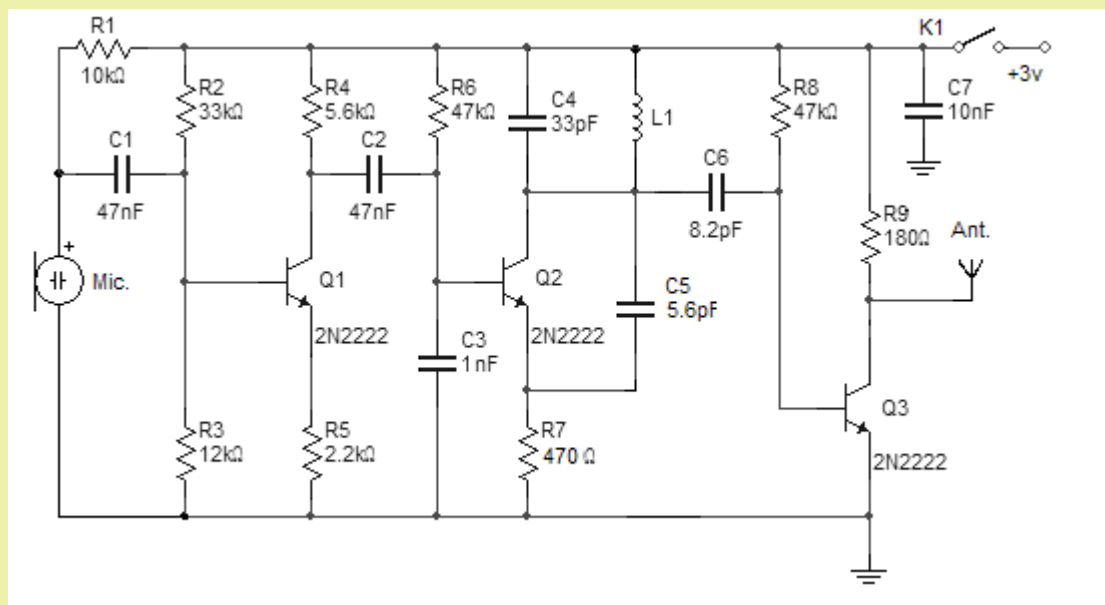 R1
10kΩ
K1
+3v
R2
33kΩ
R4
5.6kΩ
R6
47kΩ
C4
33pF
L1
R8
47kΩ
C7
10nF
C1
47nF
C2
47nF
C6
8.2pF
R9
180Ω
Ant.
+
Mic.
Q1
2N2222
Q2
2N2222
C5
5.6pF
C3
1nF
R3
12kΩ
R5
2.2kΩ
R7
470 Ω
Q3
2N2222